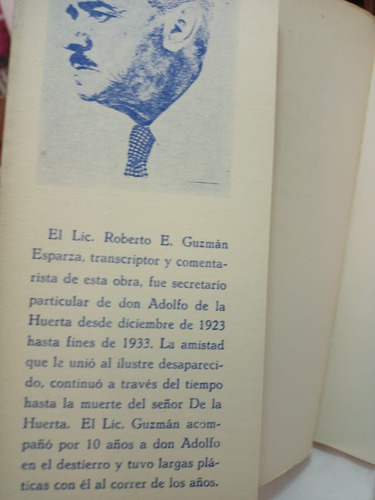 El Lic. Roberto E. Guzmán
Esparza, transcriptor y comenta-
rista de esta obra, fue secretario
particular de don Adolfo de la
Huerta desde diciembre de 1923
hasta fines de 1933. La amistad
que le unió al ilustre desapareci-
do, continuó a través del tiempo
hasta la muerte del señor De la
Huerta. El Lic. Guzmán acom-
pañó por 10 años a don Adolfo
en el destierro y tuvo largas plá-
ticas con él al correr de los años.